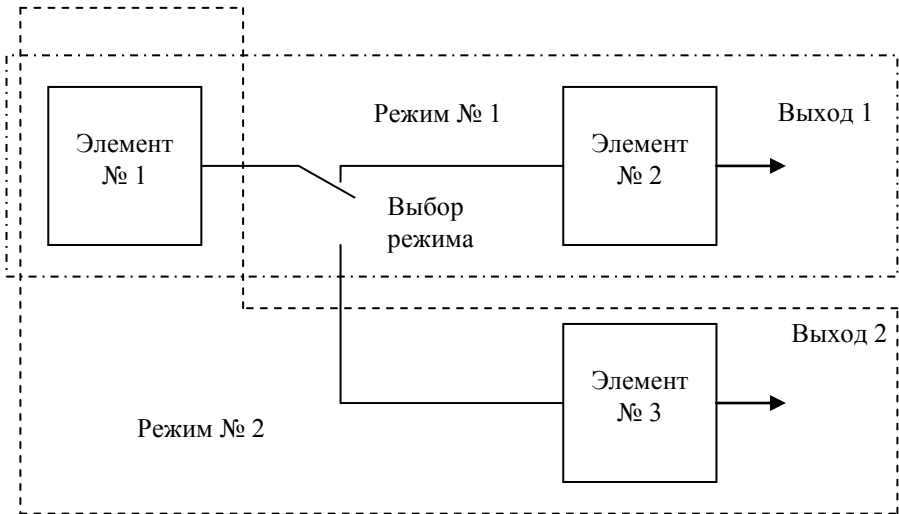 Элемент
№ 1
Режим № 1
Элемент
№ 2
Выход 1
Выбор
режима
Режим № 2
Элемент
№ 3
Выход 2